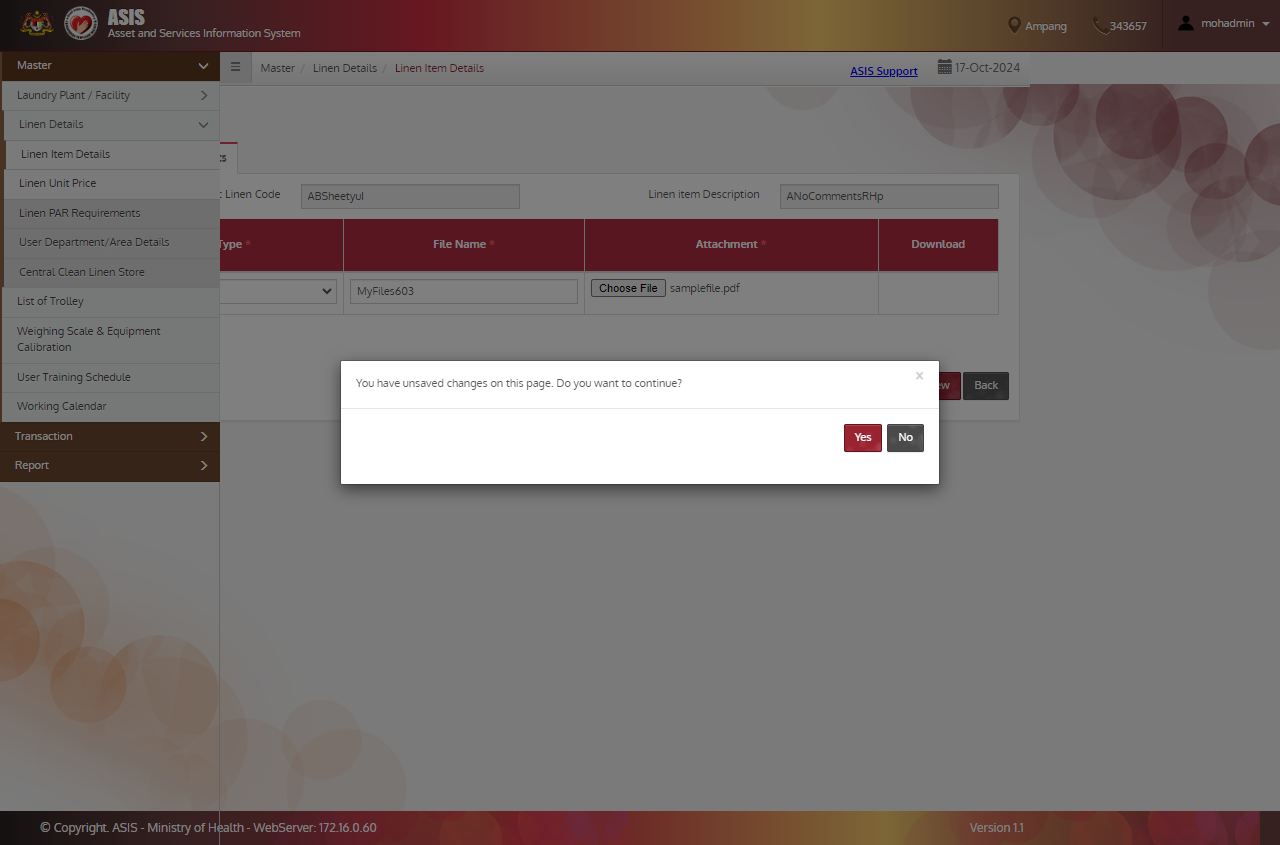 ASIS
Asset and Services Information System
Ampang
343657
mohadmin
Master
Laundry Plant / Facility
Linen Details
Linen Item Details
Linen Unit Price
Linen PAR Requirements
User Department/Area Details
Central Clean Linen Store
List of Trolley
Weighing Scale & Equipment
Calibration
User Training Schedule
Working Calendar
Transaction
Report
Master / Linen Details / Linen Item Details
ASIS Support
17-Oct-2024
Linen Code
ABSheetyul
Linen item Description
ANoCommentsRHp
Type *
File Name *
Attachment *
Download
MyFiles603
Choose File samplefile.pdf
Back
You have unsaved changes on this page. Do you want to continue?
×
Yes
No
© Copyright. ASIS - Ministry of Health - WebServer: 172.16.0.60
Version 1.1